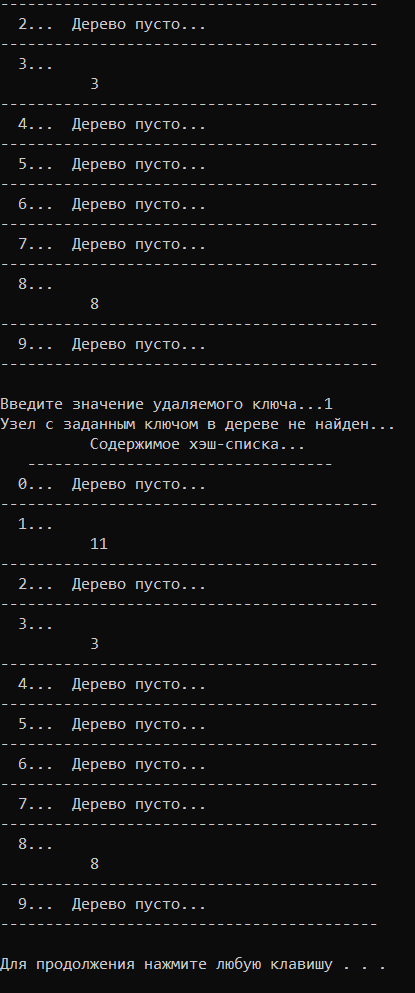 ------------------------------------------
  2...  Дерево пусто...
------------------------------------------
  3...
          3
------------------------------------------
  4...  Дерево пусто...
------------------------------------------
  5...  Дерево пусто...
------------------------------------------
  6...  Дерево пусто...
------------------------------------------
  7...  Дерево пусто...
------------------------------------------
  8...
          8
------------------------------------------
  9...  Дерево пусто...
------------------------------------------

Введите значение удаляемого ключа...1
Узел с заданным ключом в дереве не найден...
          Содержимое хэш-списка...
   ----------------------------------
  0...  Дерево пусто...
------------------------------------------
  1...
          11
------------------------------------------
  2...  Дерево пусто...
------------------------------------------
  3...
          3
------------------------------------------
  4...  Дерево пусто...
------------------------------------------
  5...  Дерево пусто...
------------------------------------------
  6...  Дерево пусто...
------------------------------------------
  7...  Дерево пусто...
------------------------------------------
  8...
          8
------------------------------------------
  9...  Дерево пусто...
------------------------------------------

Для продолжения нажмите любую клавишу . . .